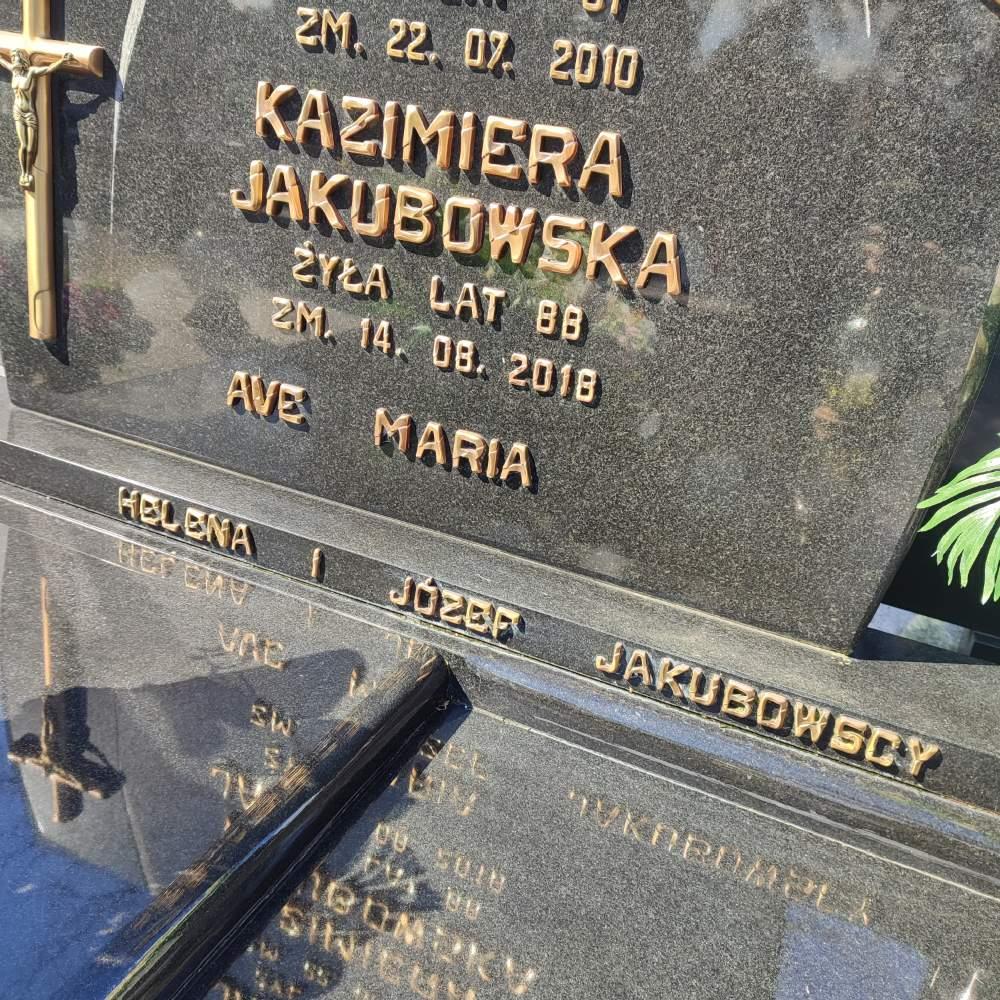 ZM. 22. 07. 2010
KAZIMIERA
JAKUBOWSKA
ŻYŁA LAT 88
ZM. 14. 08. 2018
AVE MARIA
HELENA I JÓZEF JAKUBOWSCY